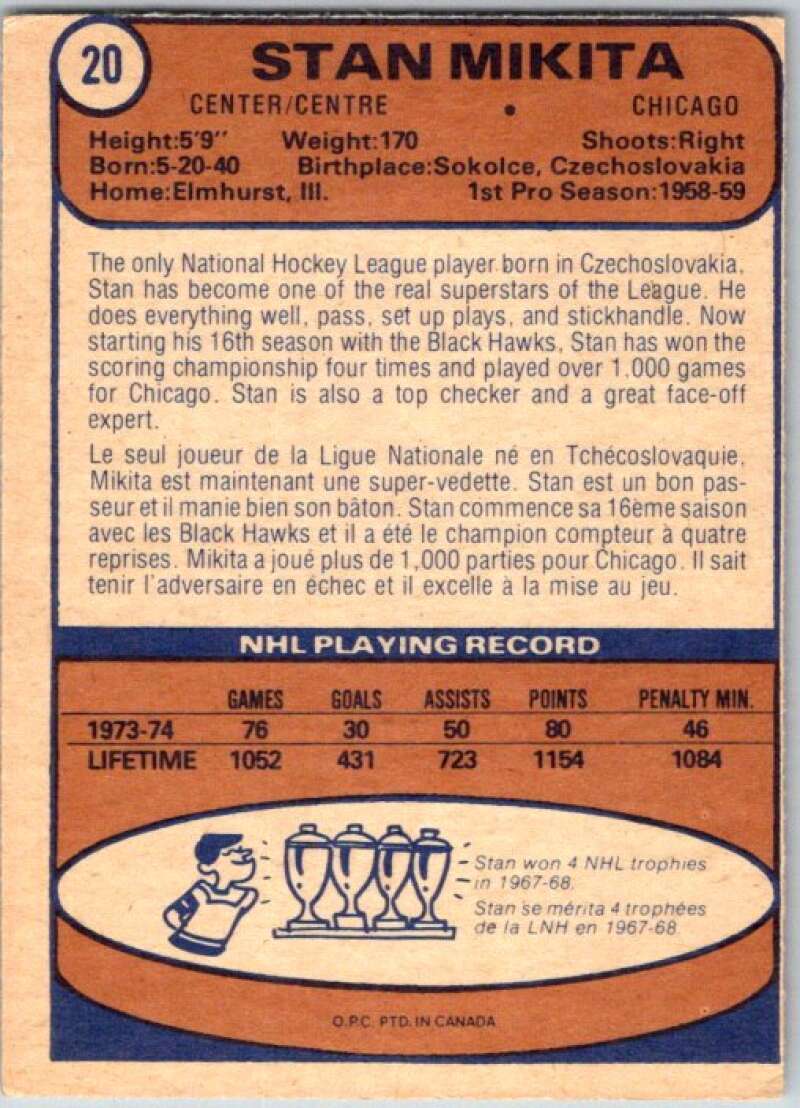 20
STAN MIKITA
CENTER/CENTRE • CHICAGO
Height:5'9" Weight:170 Shoots:Right
Born:5-20-40 Birthplace:Sokolce, Czechoslovakia
Home:Elmhurst, Ill. 1st Pro Season:1958-59
The only National Hockey League player born in Czechoslovakia,
Stan has become one of the real superstars of the League. He
does everything well, pass, set up plays, and stickhandle. Now
starting his 16th season with the Black Hawks, Stan has won the
scoring championship four times and played over 1,000 games
for Chicago. Stan is also a top checker and a great face-off
expert.
Le seul joueur de la Ligue Nationale né en Tchécoslovaquie,
Mikita est maintenant une super-vedette. Stan est un bon pas-
seur et il manie bien son bâton. Stan commence sa 16ème saison
avec les Black Hawks et il a été le champion compteur à quatre
reprises. Mikita a joué plus de 1,000 parties pour Chicago. Il sait
tenir l'adversaire en échec et il excelle à la mise au jeu.
NHL PLAYING RECORD
GAMES GOALS ASSISTS POINTS PENALTY MIN.
1973-74 76 30 50 80 46
LIFETIME 1052 431 723 1154 1084
Stan won 4 NHL trophies
in 1967-68.
Stan se mérita 4 trophées
de la LNH en 1967-68.
O.P.C. PTD. IN CANADA